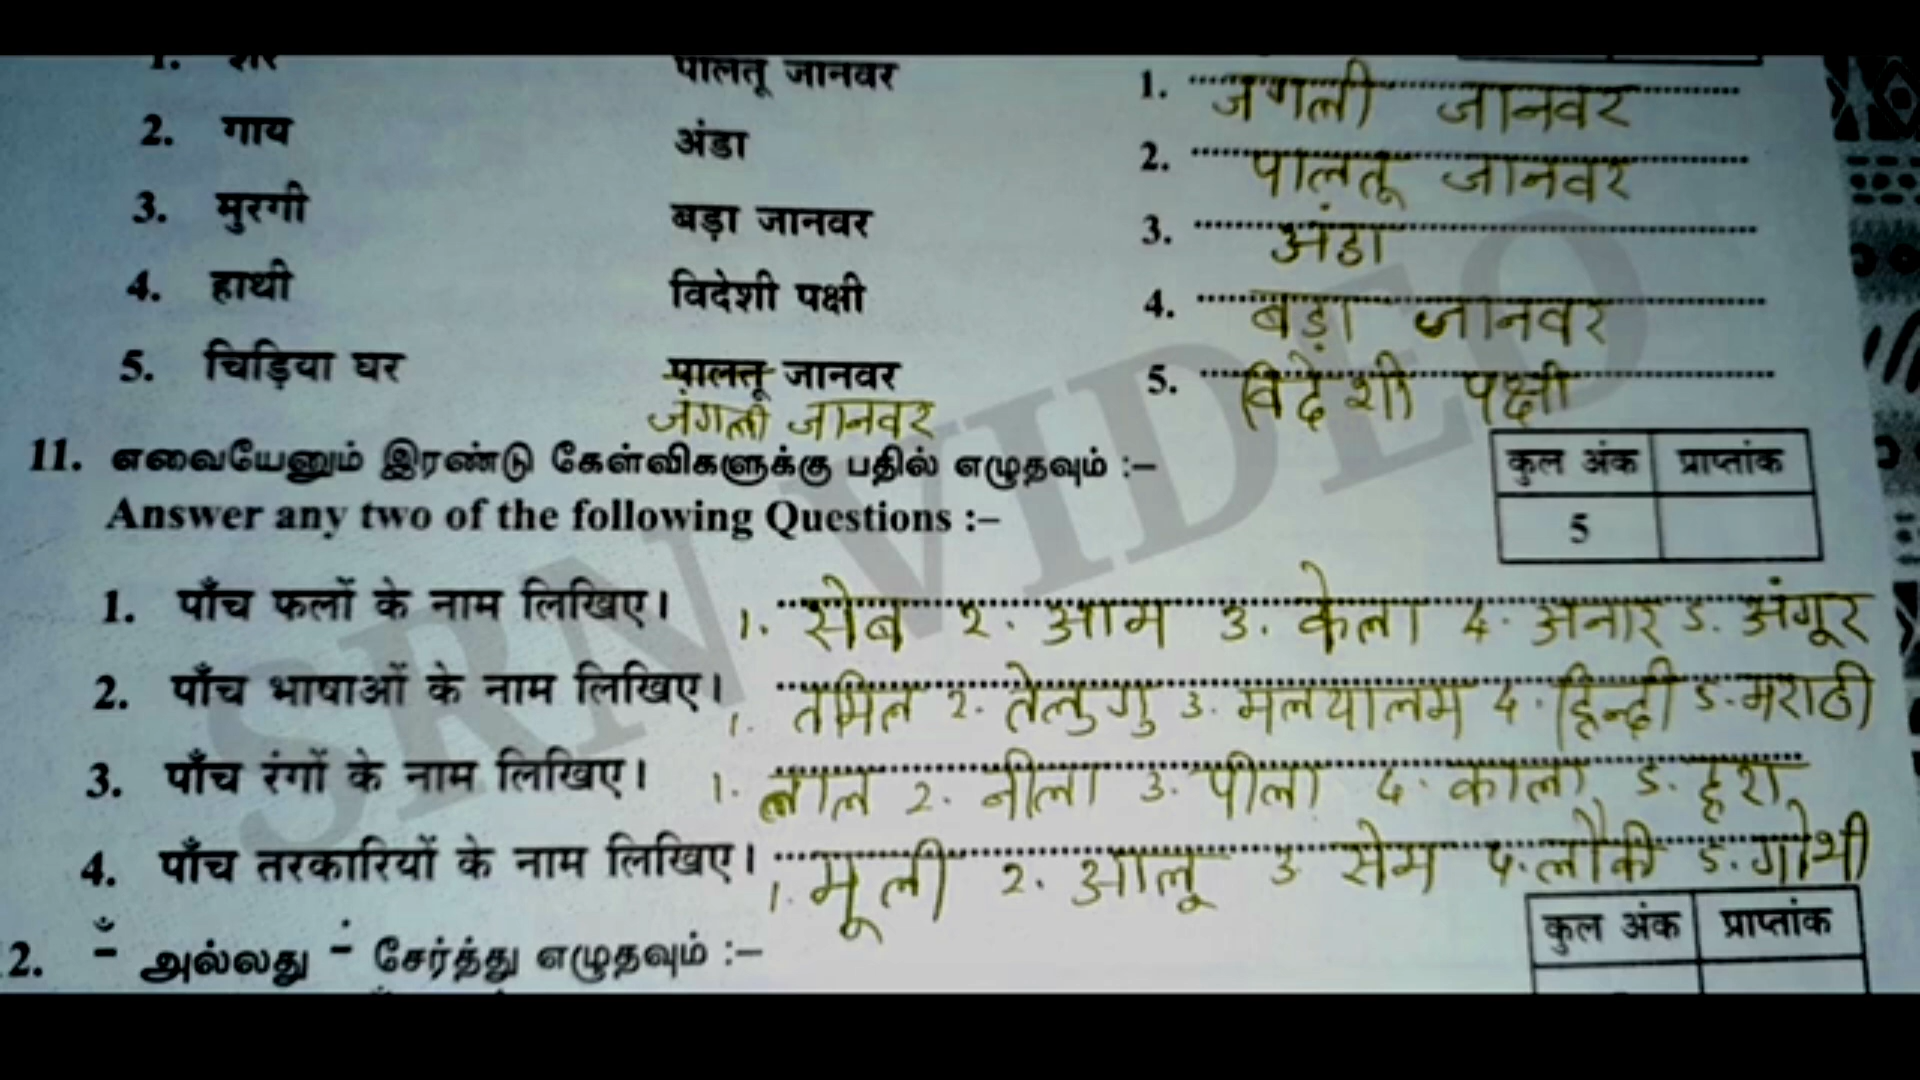 1. शेर पालतू जानवर 1. जंगली जानवर
2. गाय अंडा 2. पालतू जानवर
3. मुरगी बड़ा जानवर 3. अंडा
4. हाथी विदेशी पक्षी 4. बड़ा जानवर
5. चिड़िया घर पालतू जानवर 5. विदेशी पक्षी
जंगली जानवर
11. எவையேனும் இரண்டு கேள்விகளுக்கு பதில் எழுதவும் :–
कुल अंक प्राप्तांक
Answer any two of the following Questions :–
5
1. पाँच फलों के नाम लिखिए। 1. सेब 2. आम 3. केला 4. अनार 5. अंगूर
2. पाँच भाषाओं के नाम लिखिए। 1. तमिल 2. तेलुगु 3. मलयालम 4. हिन्दी 5. मराठी
3. पाँच रंगों के नाम लिखिए। 1. लाल 2. नीला 3. पीला 4. काला 5. हरा
4. पाँच तरकारियों के नाम लिखिए। 1. मूली 2. आलू 3 सेम 4. लौकी 5. गोभी
2. ँ அல்லது ं சேர்த்து எழுதவும் :–
कुल अंक प्राप्तांक
SRN VIDEO